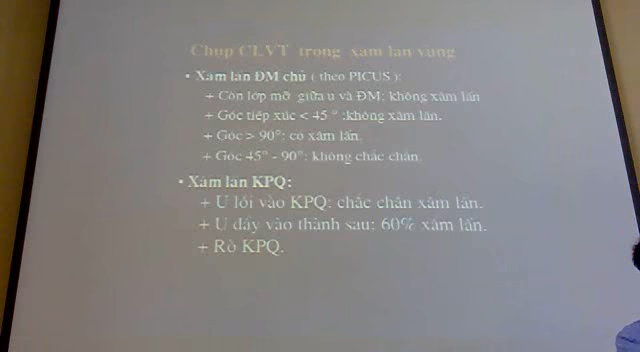 Chụp CLVT trong xâm lấn vùng
• Xâm lấn ĐM chủ ( theo PICUS ):
+ Còn lớp mỡ giữa u và ĐM: không xâm lấn
+ Góc tiếp xúc < 45 ° :không xâm lấn.
+ Góc > 90°: có xâm lấn.
+ Góc 45° - 90°: không chắc chắn.
• Xâm lấn KPQ:
+ U lồi vào KPQ: chắc chắn xâm lấn.
+ U đẩy vào thành sau: 60% xâm lấn.
+ Rò KPQ.